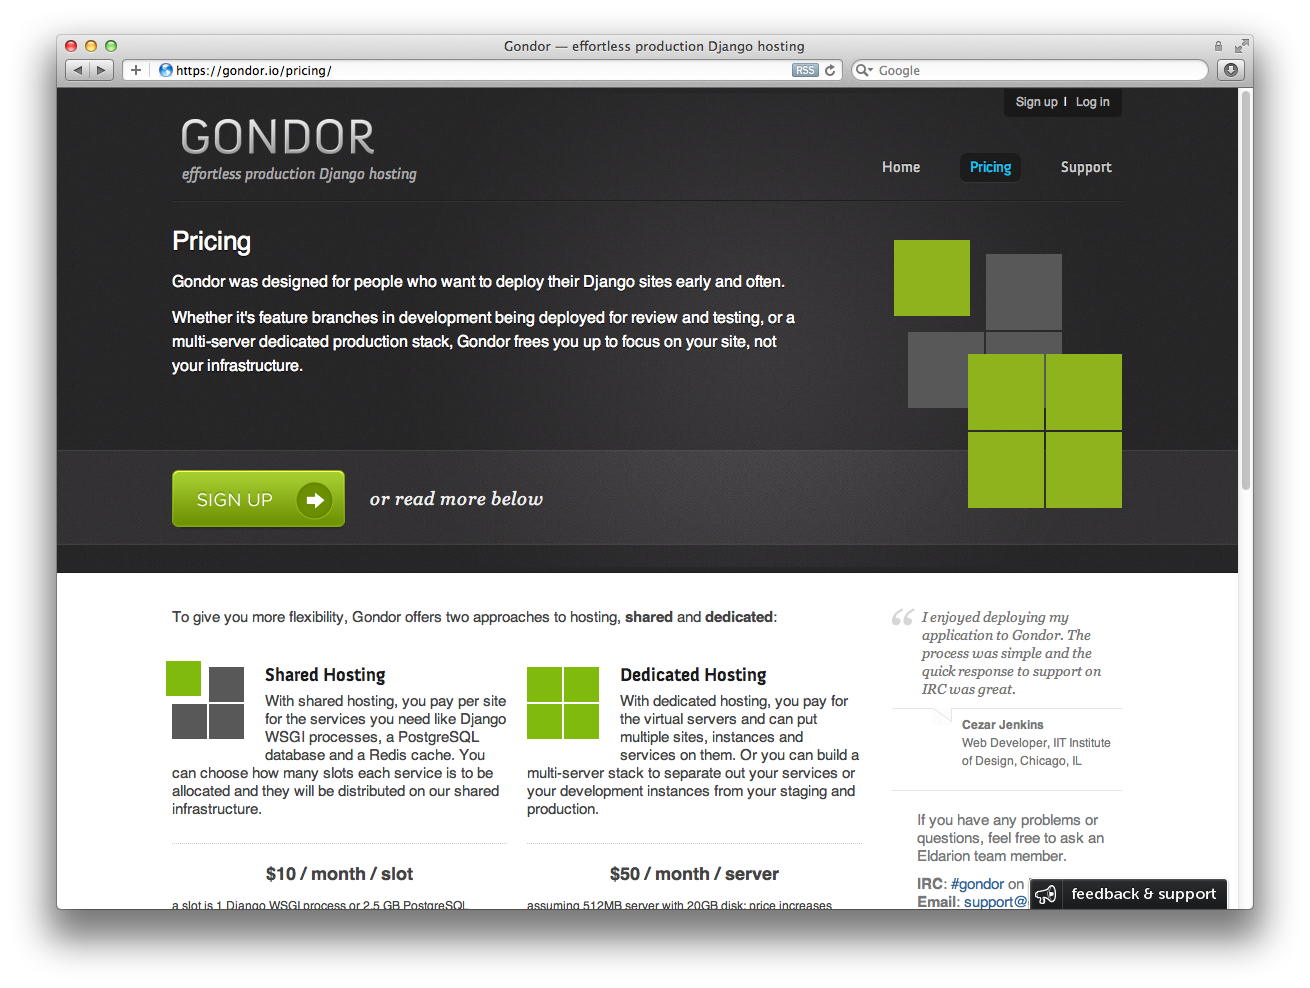 Gondor — effortless production Django hosting
https://gondor.io/pricing/
RSS
Google
Sign up | Log in
GONDOR
effortless production Django hosting
Home
Pricing
Support
Pricing
Gondor was designed for people who want to deploy their Django sites early and often.
Whether it's feature branches in development being deployed for review and testing, or a
multi-server dedicated production stack, Gondor frees you up to focus on your site, not
your infrastructure.
SIGN UP
or read more below
To give you more flexibility, Gondor offers two approaches to hosting, shared and dedicated:
Shared Hosting
With shared hosting, you pay per site
for the services you need like Django
WSGI processes, a PostgreSQL
database and a Redis cache. You
can choose how many slots each service is to be
allocated and they will be distributed on our shared
infrastructure.
$10 / month / slot
a slot is 1 Django WSGI process or 2.5 GB PostgreSQL
Dedicated Hosting
With dedicated hosting, you pay for
the virtual servers and can put
multiple sites, instances and
services on them. Or you can build a
multi-server stack to separate out your services or
your development instances from your staging and
production.
$50 / month / server
assuming 512MB server with 20GB disk; price increases
“ I enjoyed deploying my
application to Gondor. The
process was simple and the
quick response to support on
IRC was great.
Cezar Jenkins
Web Developer, IIT Institute
of Design, Chicago, IL
If you have any problems or
questions, feel free to ask an
Eldarion team member.
IRC: #gondor on
Email: support@
feedback & support